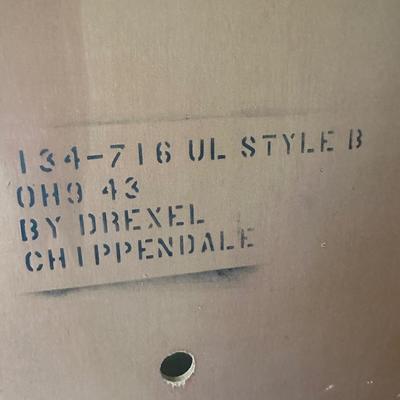 134-716 UL STYLE B
OH9 43
BY DREXEL
CHIPPENDALE